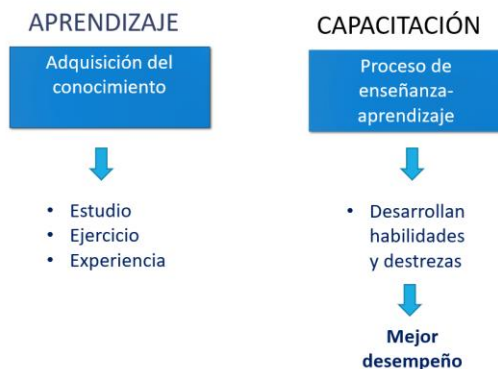 APRENDIZAJE
Adquisición del
conocimiento
• Estudio
• Ejercicio
• Experiencia
CAPACITACIÓN
Proceso de
enseñanza-
aprendizaje
• Desarrollan
habilidades
y destrezas
Mejor
desempeño